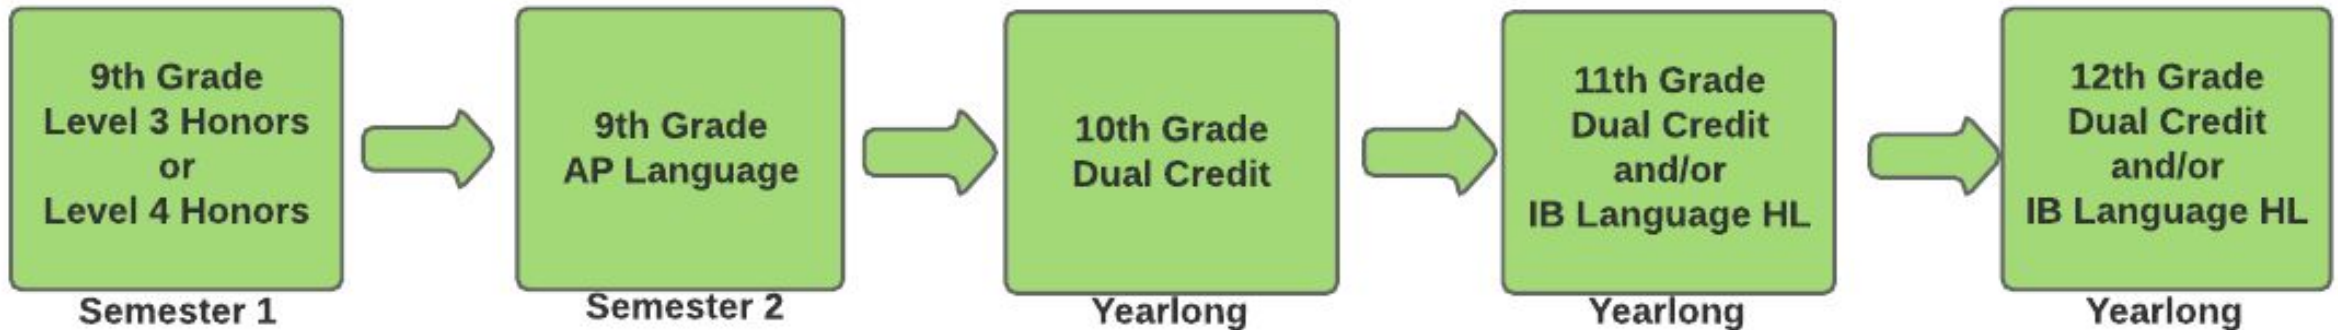 9th Grade
Level 3 Honors
or
Level 4 Honors
Semester 1
9th Grade
AP Language
Semester 2
10th Grade
Dual Credit
Yearlong
11th Grade
Dual Credit
and/or
IB Language HL
Yearlong
12th Grade
Dual Credit
and/or
IB Language HL
Yearlong